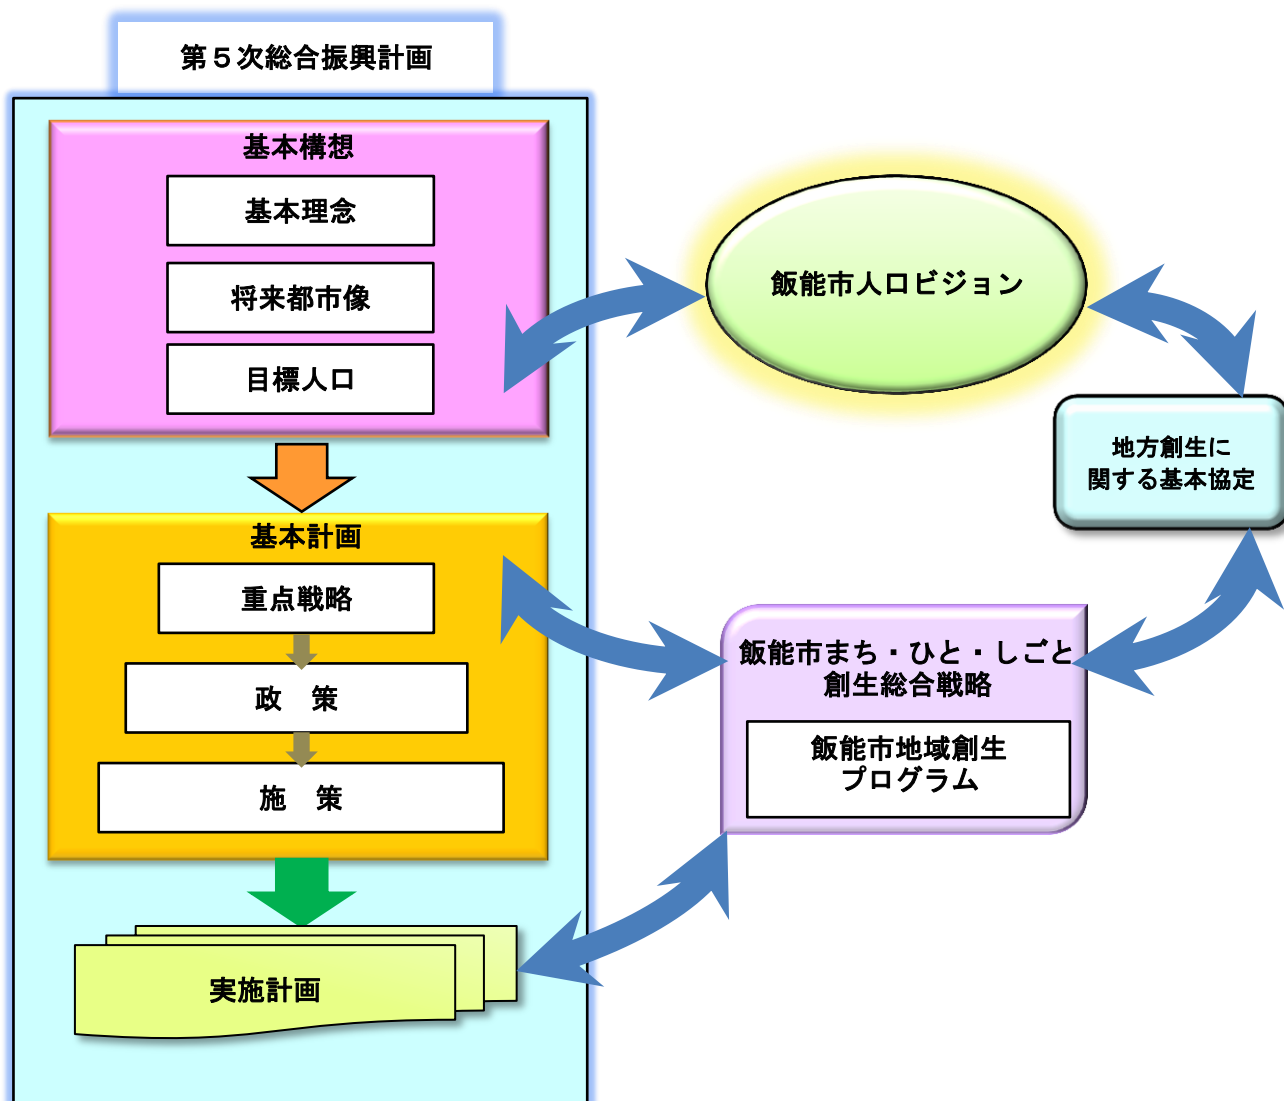 第５次総合振興計画
基本構想
基本理念
将来都市像
目標人口
基本計画
重点戦略
政　策
施　策
実施計画
飯能市人口ビジョン
地方創生に
関する基本協定
飯能市まち・ひと・しごと
創生総合戦略
飯能市地域創生
プログラム